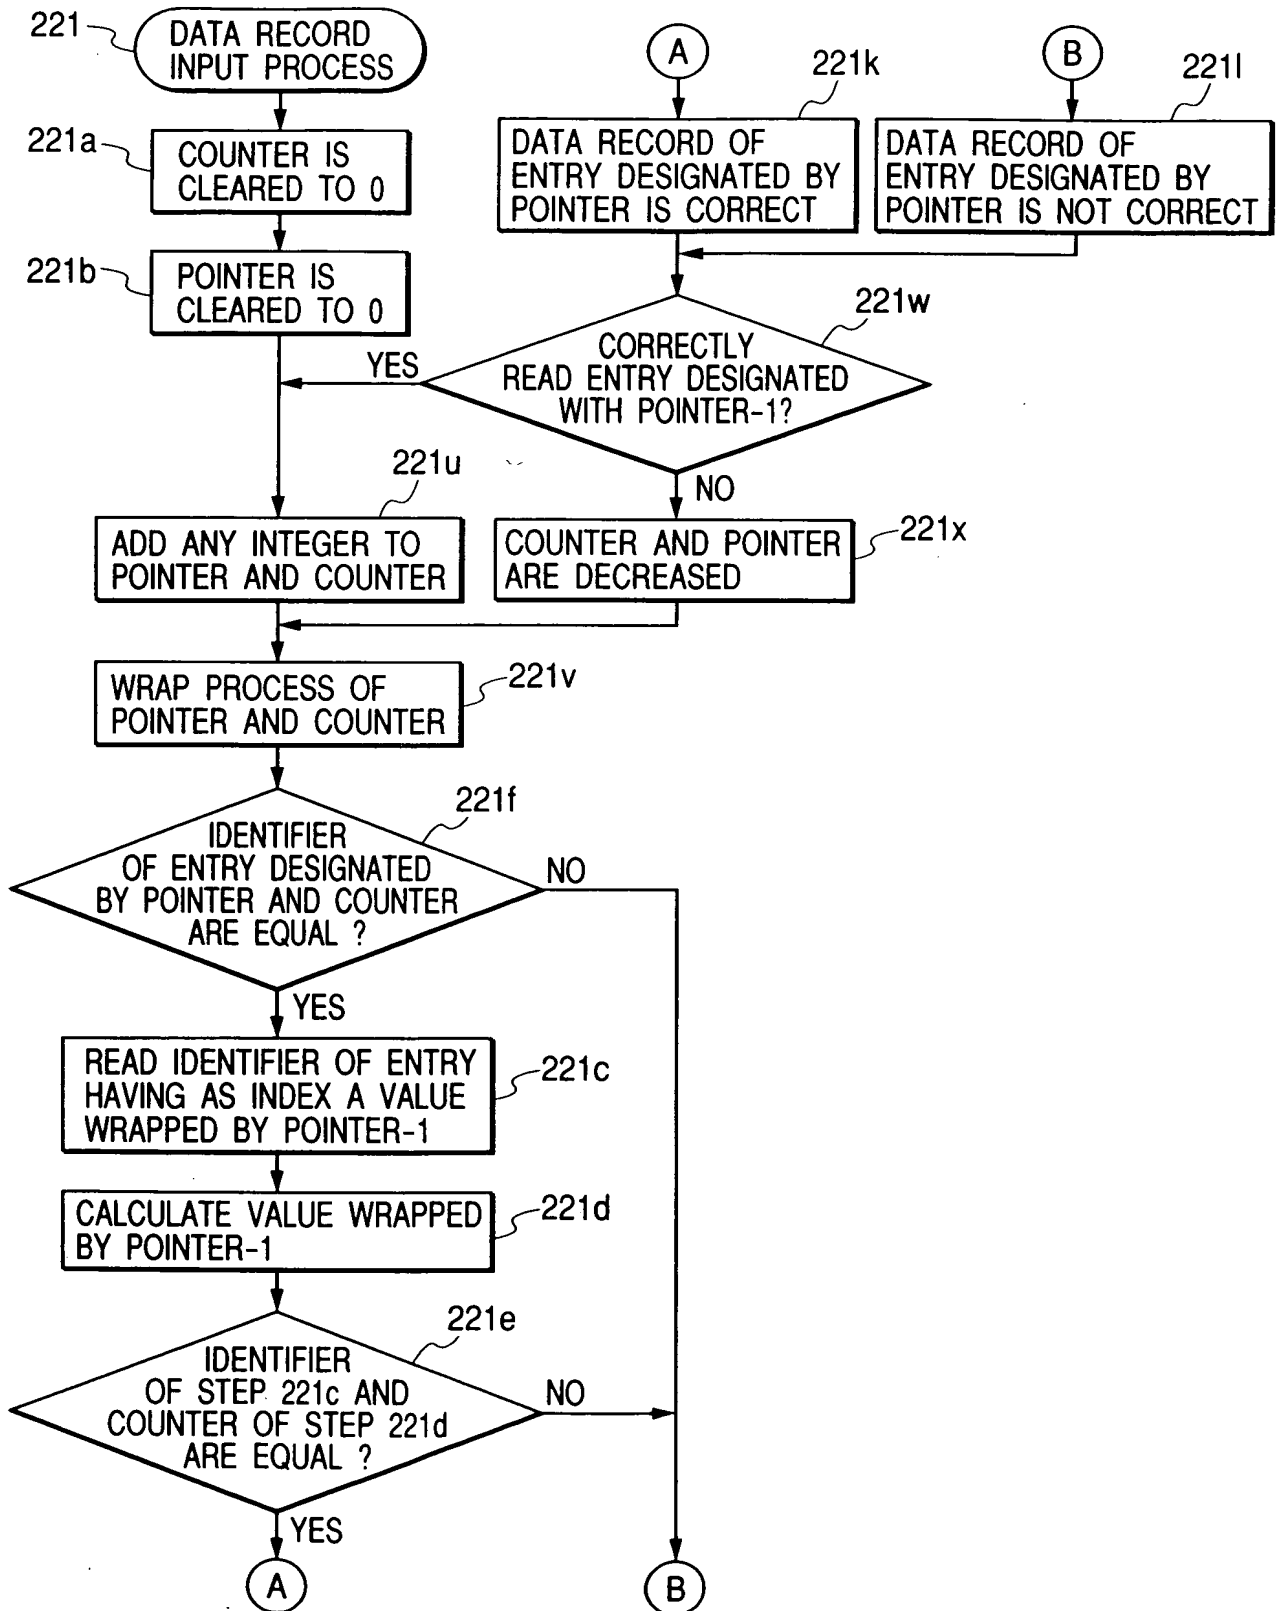 221
DATA RECORD
INPUT PROCESS
221a
COUNTER IS
CLEARED TO 0
221b
POINTER IS
CLEARED TO 0
A
221k
DATA RECORD OF
ENTRY DESIGNATED BY
POINTER IS CORRECT
B
221l
DATA RECORD OF
ENTRY DESIGNATED BY
POINTER IS NOT CORRECT
221w
CORRECTLY
READ ENTRY DESIGNATED
WITH POINTER-1?
YES
NO
221u
ADD ANY INTEGER TO
POINTER AND COUNTER
221x
COUNTER AND POINTER
ARE DECREASED
221v
WRAP PROCESS OF
POINTER AND COUNTER
221f
IDENTIFIER
OF ENTRY DESIGNATED
BY POINTER AND COUNTER
ARE EQUAL ?
NO
YES
READ IDENTIFIER OF ENTRY
HAVING AS INDEX A VALUE
WRAPPED BY POINTER-1
221c
CALCULATE VALUE WRAPPED
BY POINTER-1
221d
221e
IDENTIFIER
OF STEP 221c AND
COUNTER OF STEP 221d
ARE EQUAL ?
NO
YES
A
B